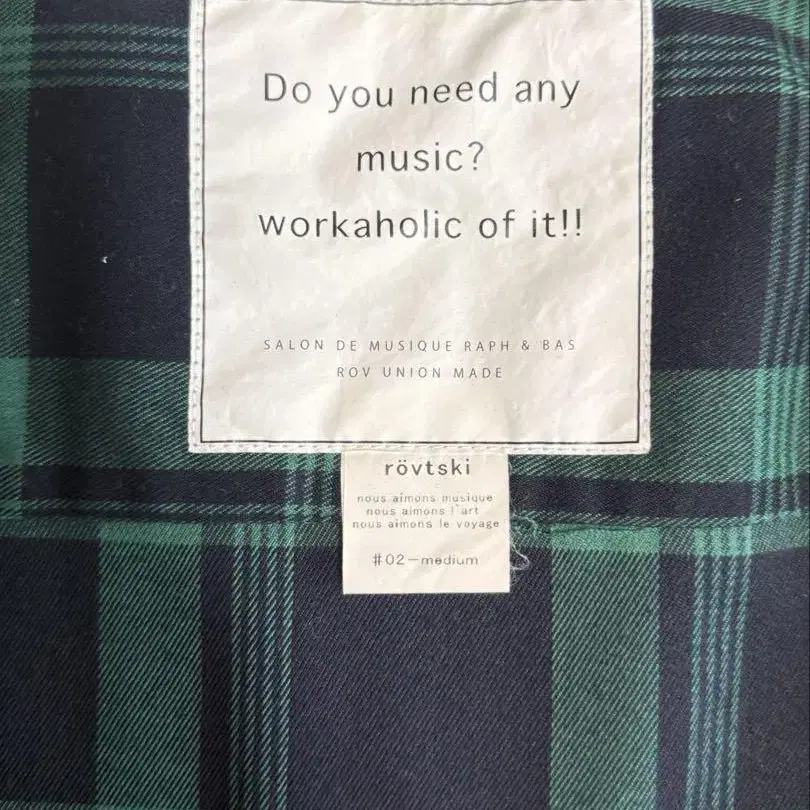 Do you need any
music?
workaholic of it!!
SALON DE MUSIQUE RAPH & BAS
ROV UNION MADE
rövtski
nous aimons musique
nous aimons l'art
nous aimons le voyage
#02-medium